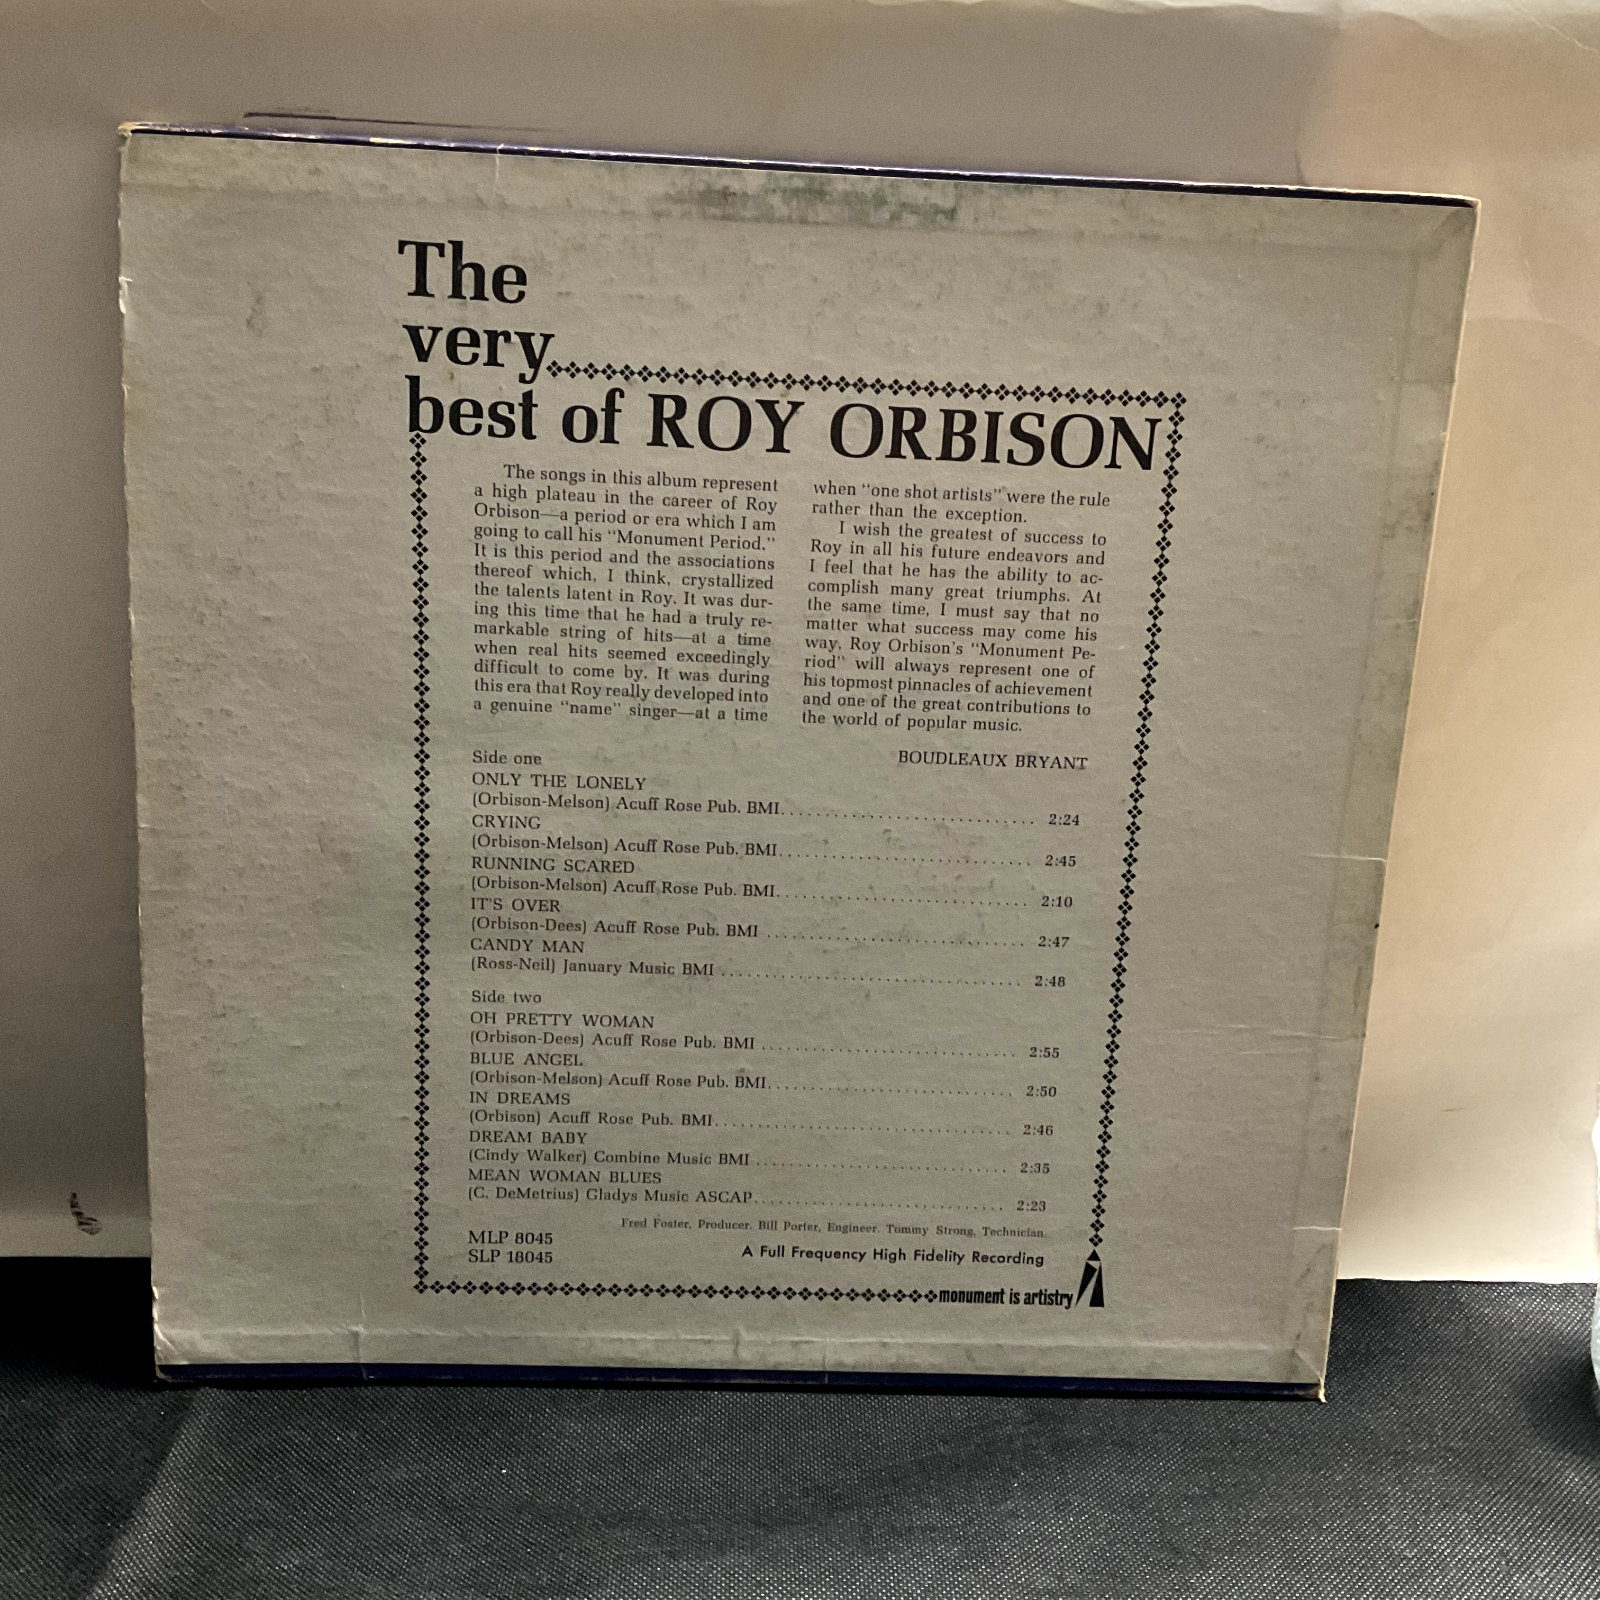 The
very
best of ROY ORBISON
The songs in this album represent
a high plateau in the career of Roy
Orbison—a period or era which I am
going to call his "Monument Period."
It is this period and the associations
thereof which, I think, crystallized
the talents latent in Roy. It was dur-
ing this time that he had a truly re-
markable string of hits—at a time
when real hits seemed exceedingly
difficult to come by. It was during
this era that Roy really developed into
a genuine "name" singer—at a time
when "one shot artists" were the rule
rather than the exception.
I wish the greatest of success to
Roy in all his future endeavors and
I feel that he has the ability to ac-
complish many great triumphs. At
the same time, I must say that no
matter what success may come his
way, Roy Orbison's "Monument Pe-
riod" will always represent one of
his topmost pinnacles of achievement
and one of the great contributions to
the world of popular music.
BOUDLEAUX BRYANT
Side one
ONLY THE LONELY
(Orbison-Melson) Acuff Rose Pub. BMI 2:24
CRYING
(Orbison-Melson) Acuff Rose Pub. BMI 2:45
RUNNING SCARED
(Orbison-Melson) Acuff Rose Pub. BMI 2:10
IT'S OVER
(Orbison-Dees) Acuff Rose Pub. BMI 2:47
CANDY MAN
(Ross-Neil) January Music BMI 2:48
Side two
OH PRETTY WOMAN
(Orbison-Dees) Acuff Rose Pub. BMI 2:55
BLUE ANGEL
(Orbison-Melson) Acuff Rose Pub. BMI 2:50
IN DREAMS
(Orbison) Acuff Rose Pub. BMI 2:46
DREAM BABY
(Cindy Walker) Combine Music BMI 2:35
MEAN WOMAN BLUES
(C. DeMetrius) Gladys Music ASCAP 2:23
Fred Foster, Producer. Bill Porter, Engineer. Tommy Strong, Technician.
MLP 8045
SLP 18045
A Full Frequency High Fidelity Recording
monument is artistry